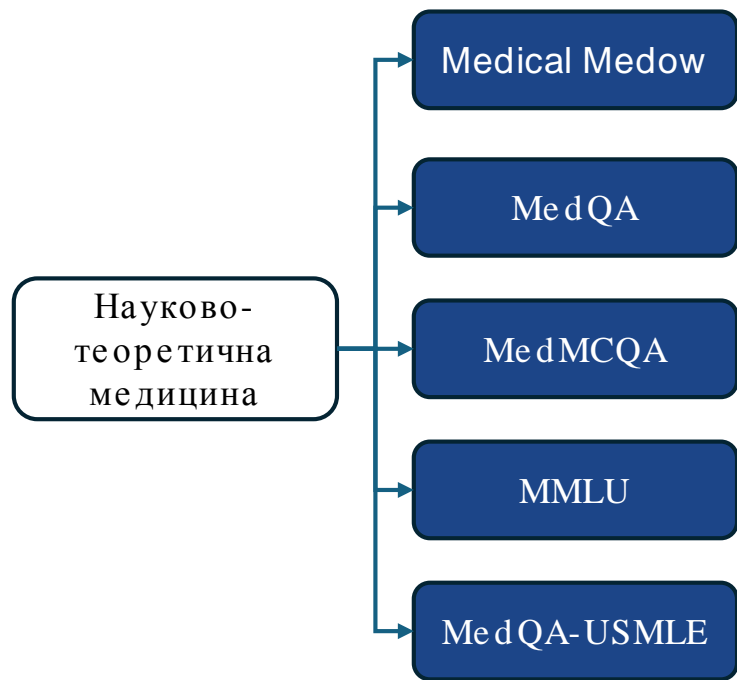 Medical Medow
MedQA
Науково-
теоретична
медицина
MedMCQA
MMLU
MedQA-USMLE